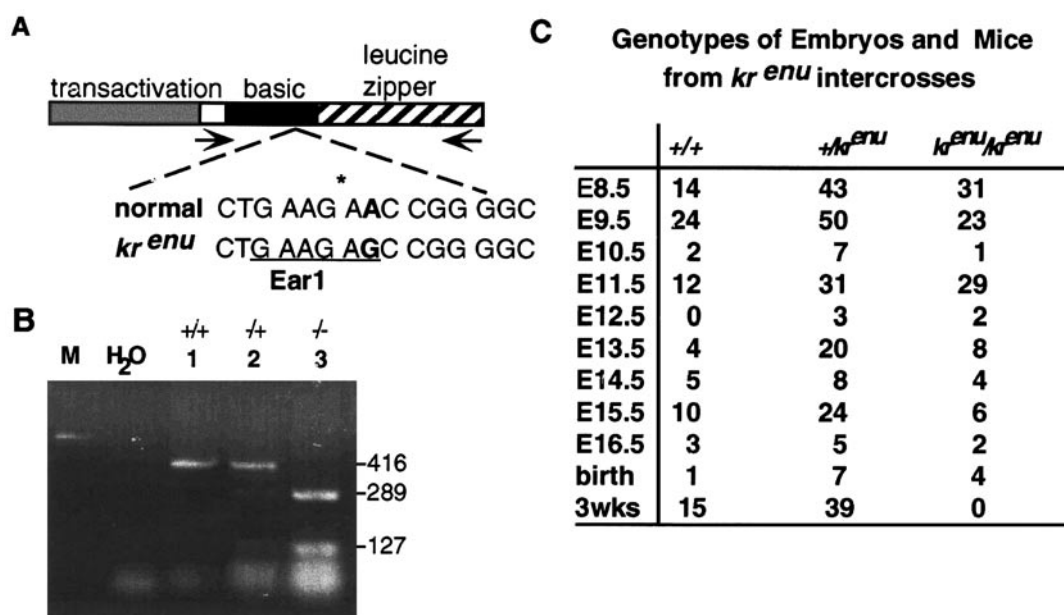 A
transactivation basic leucine zipper
*
normal CTG AAG AAC CGG GGC
kr enu CTG AAG AGC CGG GGC
Ear1
B
M H2O +/+ -/+ -/-
1 2 3
-416
-289
-127
C
Genotypes of Embryos and Mice
from kr enu intercrosses
+/+ +/kr enu kr enu/kr enu
E8.5 14 43 31
E9.5 24 50 23
E10.5 2 7 1
E11.5 12 31 29
E12.5 0 3 2
E13.5 4 20 8
E14.5 5 8 4
E15.5 10 24 6
E16.5 3 5 2
birth 1 7 4
3wks 15 39 0